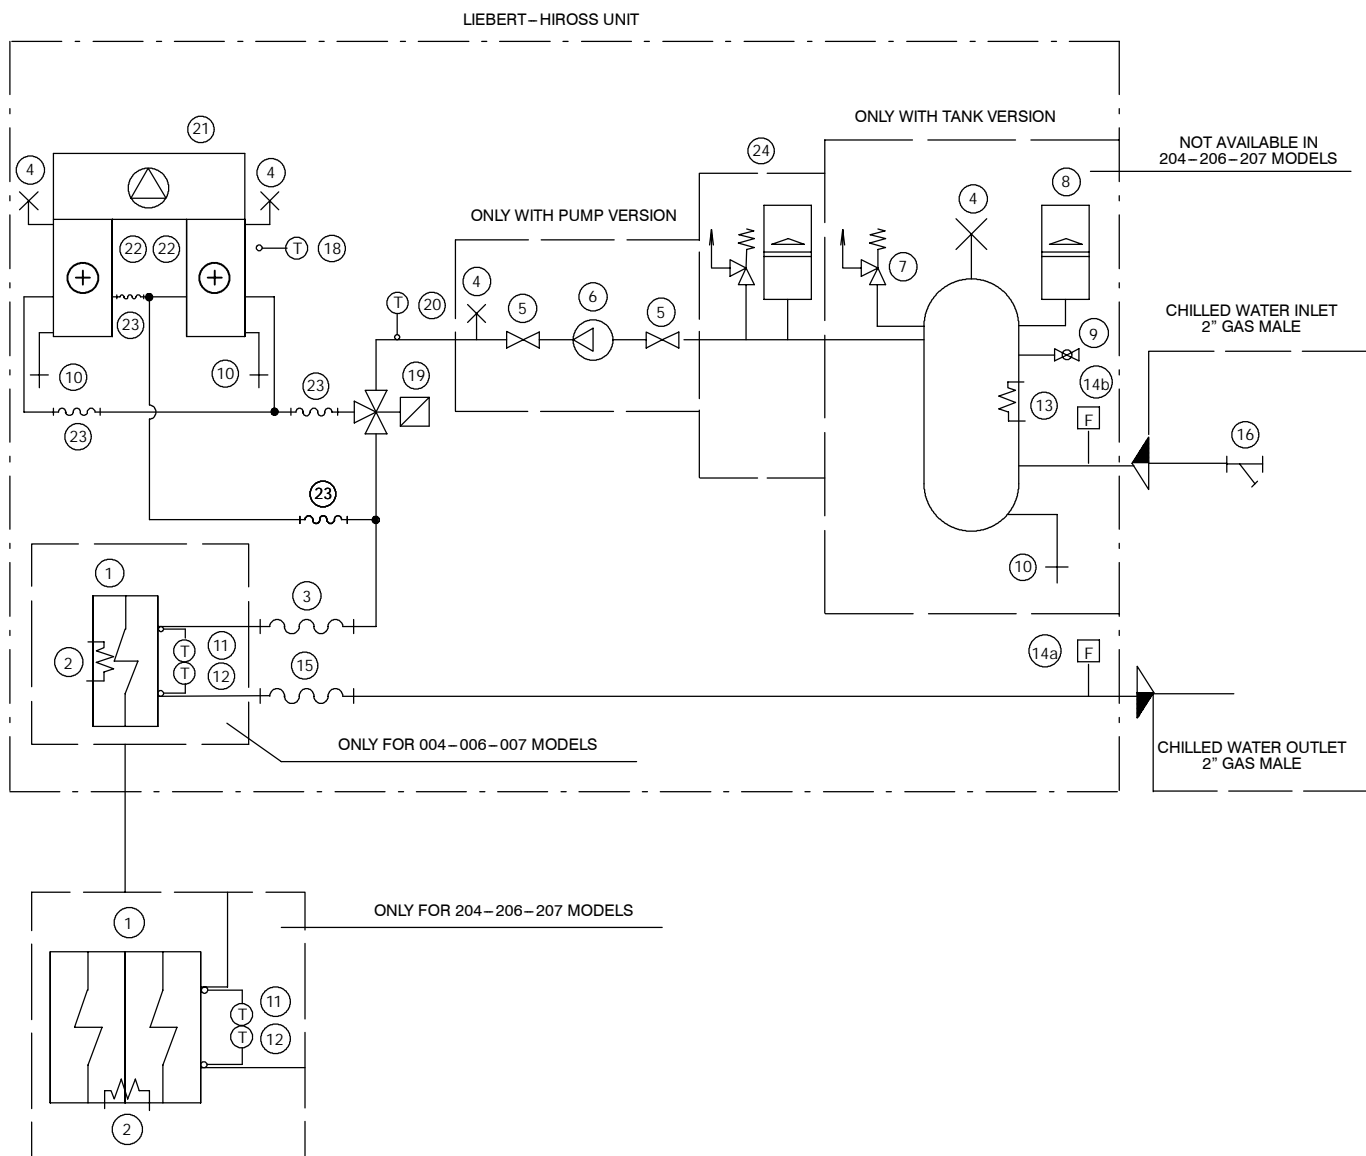 LIEBERT–HIROSS UNIT
ONLY WITH TANK VERSION
NOT AVAILABLE IN
204–206–207 MODELS
21
24
4
4
4
8
ONLY WITH PUMP VERSION
22
22
T
18
7
4
6
T
20
5
5
CHILLED WATER INLET
2” GAS MALE
23
9
10
10
23
19
14b
13
F
23
16
23
10
1
3
2
T
T
11
12
15
14a
F
ONLY FOR 004–006–007 MODELS
CHILLED WATER OUTLET
2” GAS MALE
ONLY FOR 204–206–207 MODELS
1
T
T
11
12
2